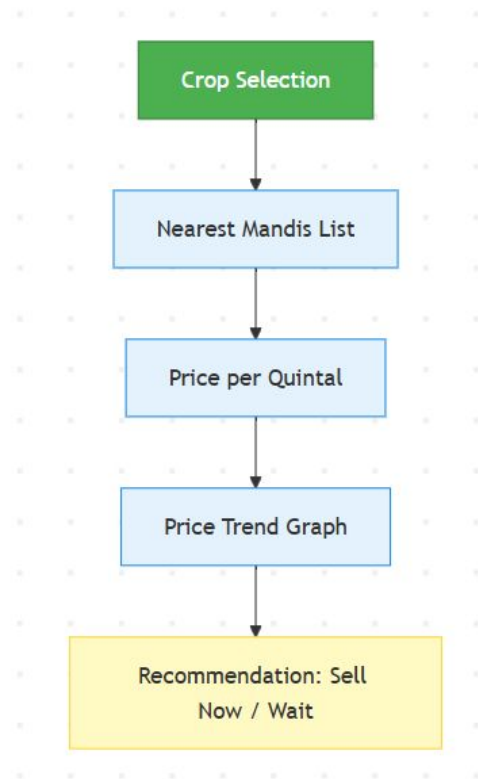 Crop Selection
Nearest Mandis List
Price per Quintal
Price Trend Graph
Recommendation: Sell
Now / Wait